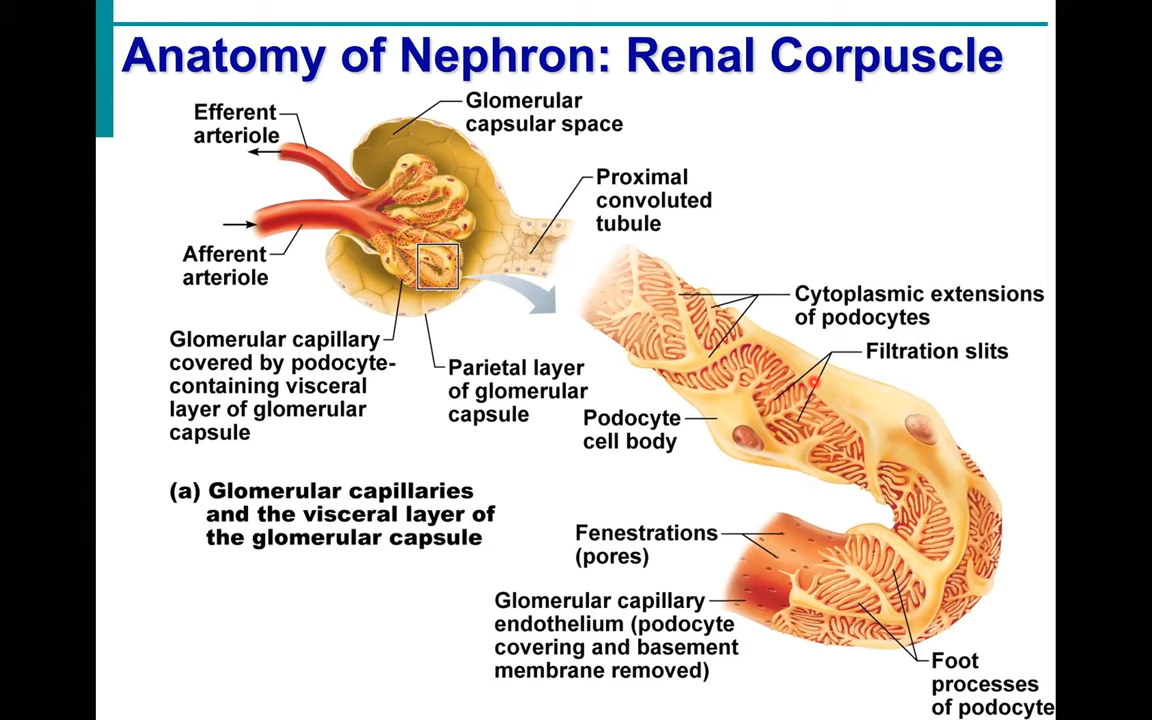 Anatomy of Nephron: Renal Corpuscle
Efferent
arteriole
Glomerular
capsular space
Proximal
convoluted
tubule
Afferent
arteriole
Glomerular capillary
covered by podocyte-
containing visceral
layer of glomerular
capsule
Parietal layer
of glomerular
capsule
Cytoplasmic extensions
of podocytes
Filtration slits
Podocyte
cell body
(a) Glomerular capillaries
and the visceral layer of
the glomerular capsule
Fenestrations
(pores)
Glomerular capillary
endothelium (podocyte
covering and basement
membrane removed)
Foot
processes
of podocyte